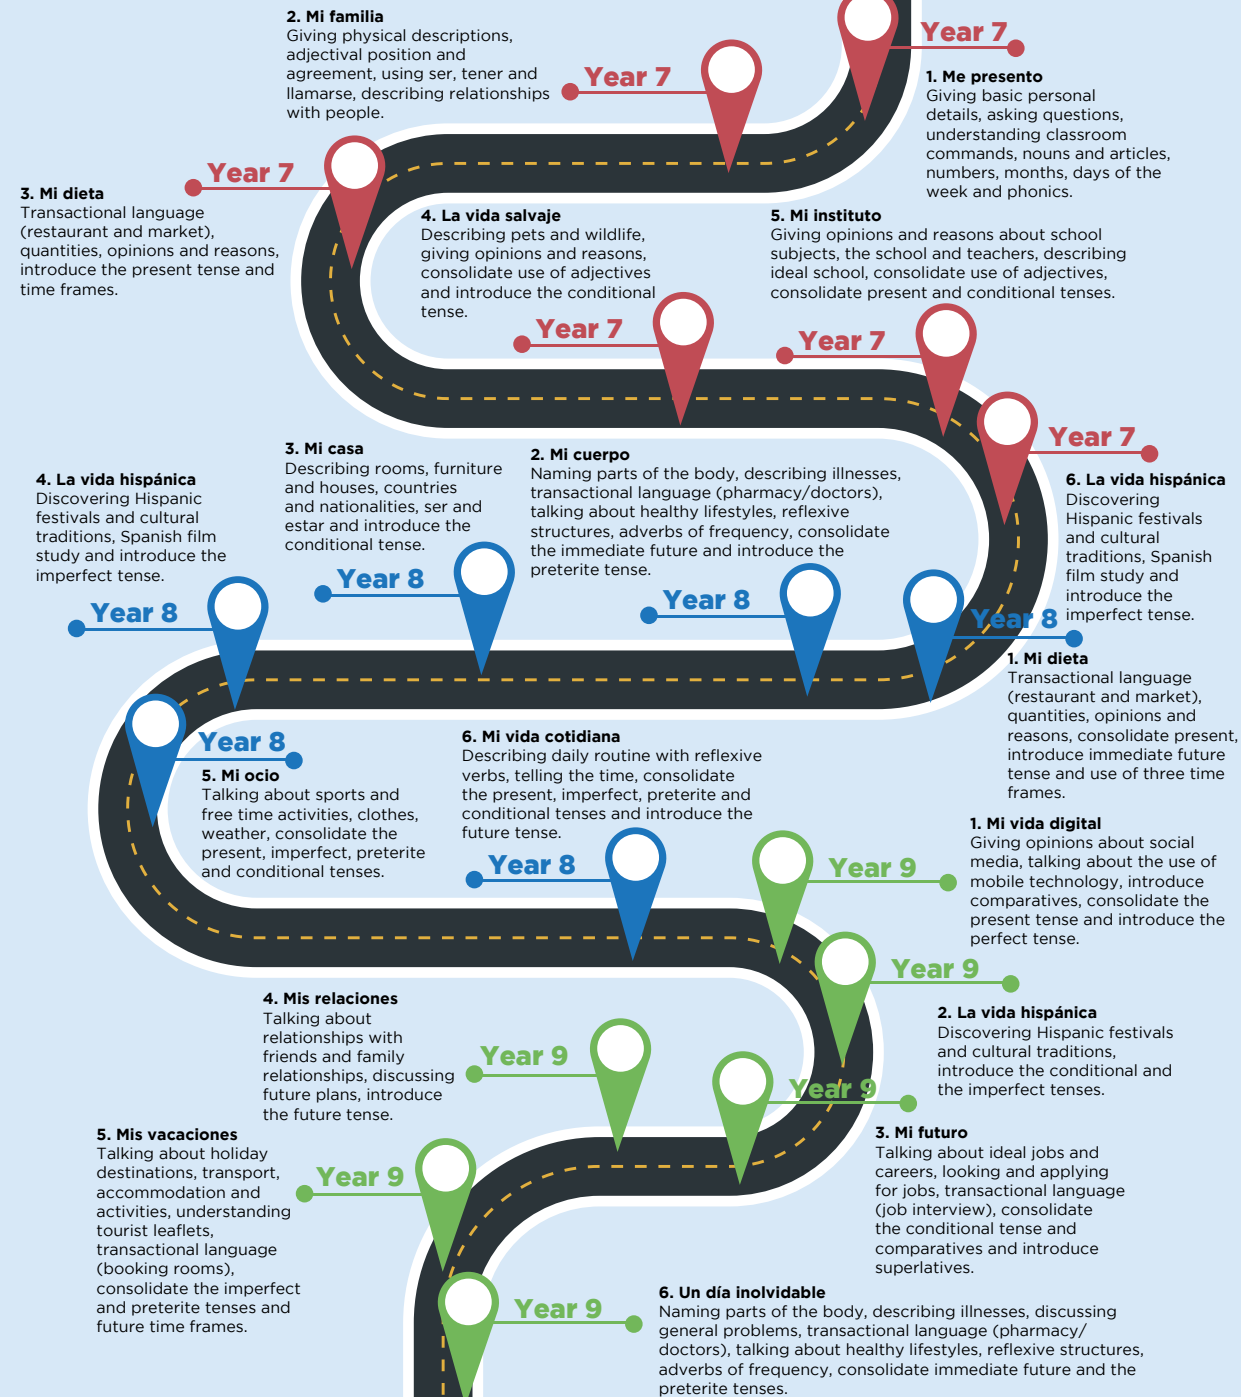 Year 7
1. Me presento
Giving basic personal
details, asking questions,
understanding classroom
commands, nouns and articles,
numbers, months, days of the
week and phonics.
2. Mi familia
Giving physical descriptions,
adjectival position and
agreement, using ser, tener and
llamarse, describing relationships
with people.
Year 7
Year 7
3. Mi dieta
Transactional language
(restaurant and market),
quantities, opinions and reasons,
introduce the present tense and
time frames.
4. La vida salvaje
Describing pets and wildlife,
giving opinions and reasons,
consolidate use of adjectives
and introduce the conditional
tense.
Year 7
5. Mi instituto
Giving opinions and reasons about school
subjects, the school and teachers, describing
ideal school, consolidate use of adjectives,
consolidate present and conditional tenses.
Year 7
Year 7
6. La vida hispánica
Discovering
Hispanic festivals
and cultural
traditions, Spanish
film study and
introduce the
imperfect tense.
Year 8
1. Mi dieta
Transactional language
(restaurant and market),
quantities, opinions and
reasons, consolidate present,
introduce immediate future
tense and use of three time
frames.
2. Mi cuerpo
Naming parts of the body, describing illnesses,
transactional language (pharmacy/doctors),
talking about healthy lifestyles, reflexive
structures, adverbs of frequency, consolidate
the immediate future and introduce the
preterite tense.
Year 8
3. Mi casa
Describing rooms, furniture
and houses, countries
and nationalities, ser and
estar and introduce the
conditional tense.
Year 8
4. La vida hispánica
Discovering Hispanic
festivals and cultural
traditions, Spanish film
study and introduce the
imperfect tense.
Year 8
Year 8
5. Mi ocio
Talking about sports and
free time activities, clothes,
weather, consolidate the
present, imperfect, preterite
and conditional tenses.
6. Mi vida cotidiana
Describing daily routine with reflexive
verbs, telling the time, consolidate
the present, imperfect, preterite and
conditional tenses and introduce the
future tense.
Year 8
Year 9
1. Mi vida digital
Giving opinions about social
media, talking about the use of
mobile technology, introduce
comparatives, consolidate the
present tense and introduce the
perfect tense.
Year 9
2. La vida hispánica
Discovering Hispanic festivals
and cultural traditions,
introduce the conditional and
the imperfect tenses.
Year 9
3. Mi futuro
Talking about ideal jobs and
careers, looking and applying
for jobs, transactional language
(job interview), consolidate
the conditional tense and
comparatives and introduce
superlatives.
4. Mis relaciones
Talking about
relationships with
friends and family
relationships, discussing
future plans, introduce
the future tense.
Year 9
5. Mis vacaciones
Talking about holiday
destinations, transport,
accommodation and
activities, understanding
tourist leaflets,
transactional language
(booking rooms),
consolidate the imperfect
and preterite tenses and
future time frames.
Year 9
Year 9
6. Un día inolvidable
Naming parts of the body, describing illnesses, discussing
general problems, transactional language (pharmacy/
doctors), talking about healthy lifestyles, reflexive structures,
adverbs of frequency, consolidate immediate future and the
preterite tenses.